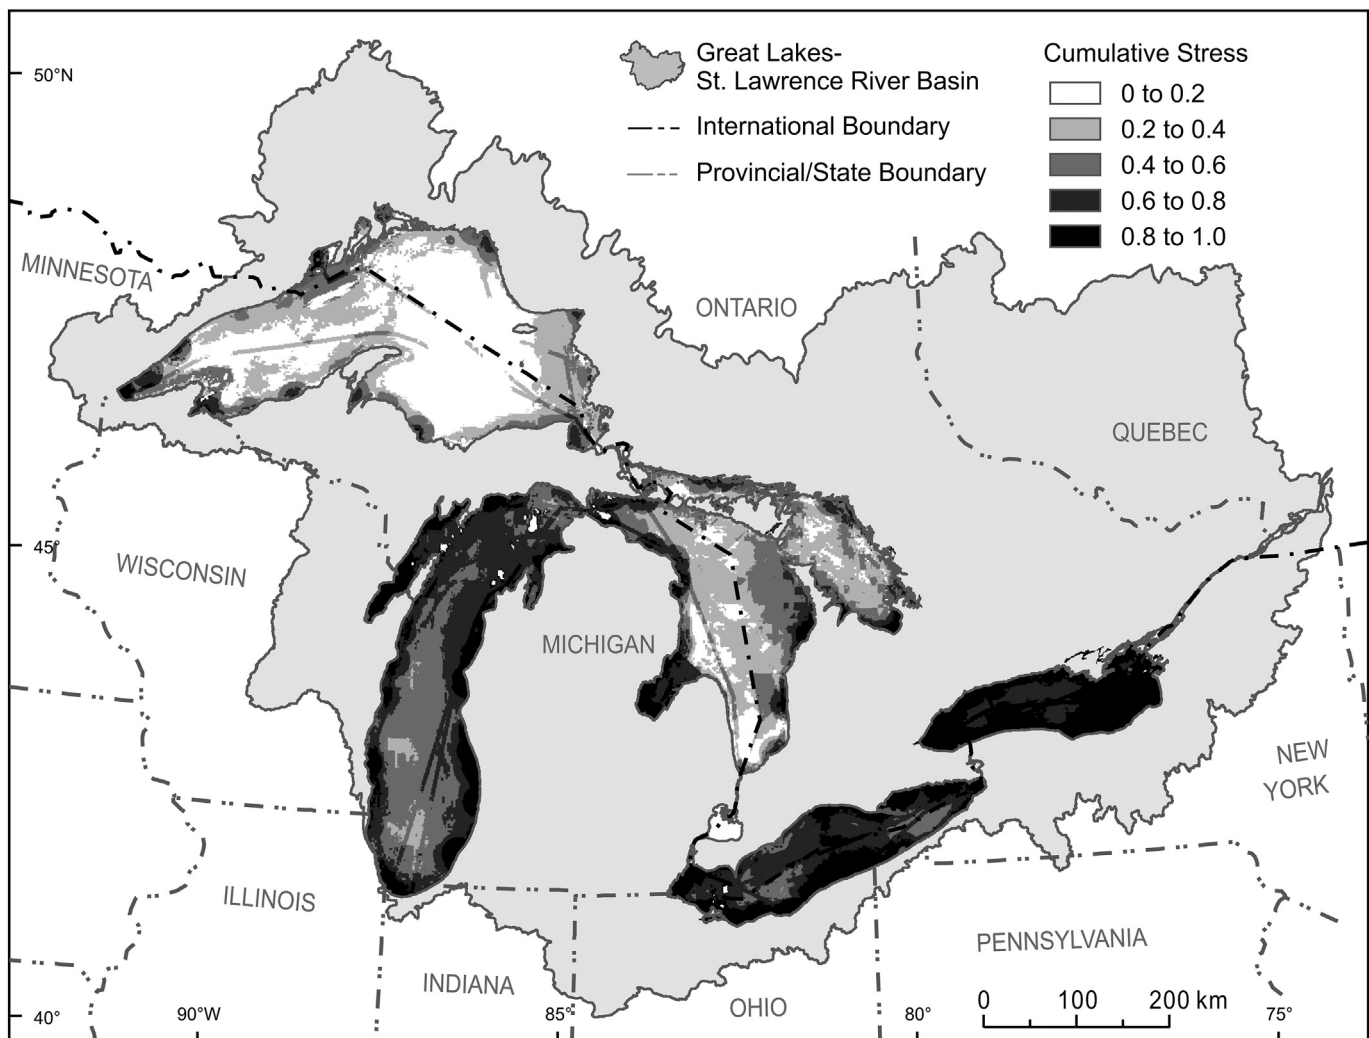 50°N
Great Lakes-
St. Lawrence River Basin
International Boundary
Provincial/State Boundary
Cumulative Stress
0 to 0.2
0.2 to 0.4
0.4 to 0.6
0.6 to 0.8
0.8 to 1.0
MINNESOTA
ONTARIO
QUEBEC
45°
WISCONSIN
MICHIGAN
NEW
YORK
ILLINOIS
INDIANA
OHIO
PENNSYLVANIA
0 100 200 km
40°
90°W
85°
80°
75°